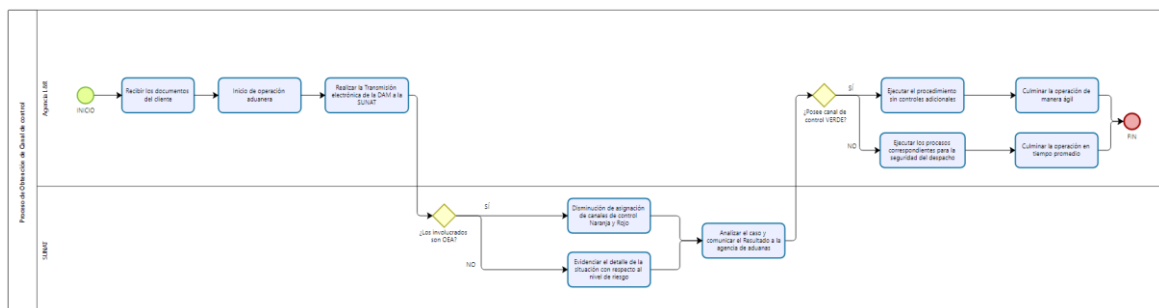 Proceso de Obtención de Canal de control
Agencia LBR
INICIO
Recibir los documentos
del cliente
Inicio de operación
aduanera
Realizar la Transmisión
electrónica de la DAM a la
SUNAT
¿Posee canal de
control VERDE?
SÍ
Ejecutar el procedimiento
sin controles adicionales
Culminar la operación de
manera ágil
NO
Ejecutar los procesos
correspondientes para la
seguridad del despacho
Culminar la operación en
tiempo promedio
FIN
SUNAT
¿Los involucrados
son OEA?
SÍ
Disminución de asignación
de canales de control
Naranja y Rojo
NO
Evidenciar el detalle de la
situación con respecto al
nivel de riesgo
Analizar el caso y
comunicar el Resultado a la
agencia de aduanas